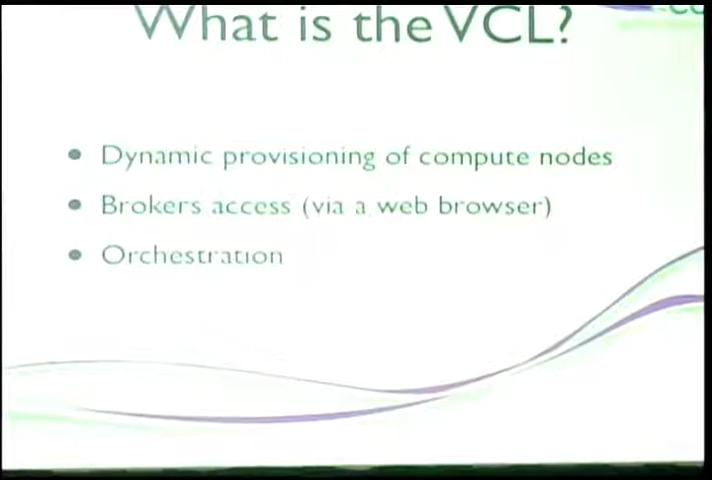 What is the VCL?
Dynamic provisioning of compute nodes
Brokers access (via a web browser)
Orchestration